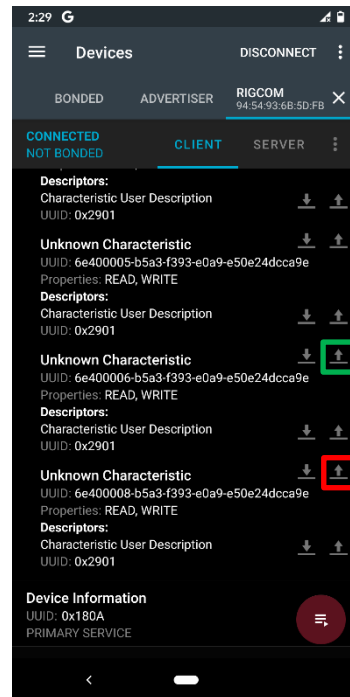 2:29 G
Devices
DISCONNECT
BONDED
ADVERTISER
RIGCOM
94:54:93:6B:5D:FB
CONNECTED
NOT BONDED
CLIENT
SERVER
Descriptors:
Characteristic User Description
UUID: 0x2901
Unknown Characteristic
UUID: 6e400005-b5a3-f393-e0a9-e50e24dcca9e
Properties: READ, WRITE
Descriptors:
Characteristic User Description
UUID: 0x2901
Unknown Characteristic
UUID: 6e400006-b5a3-f393-e0a9-e50e24dcca9e
Properties: READ, WRITE
Descriptors:
Characteristic User Description
UUID: 0x2901
Unknown Characteristic
UUID: 6e400008-b5a3-f393-e0a9-e50e24dcca9e
Properties: READ, WRITE
Descriptors:
Characteristic User Description
UUID: 0x2901
Device Information
UUID: 0x180A
PRIMARY SERVICE